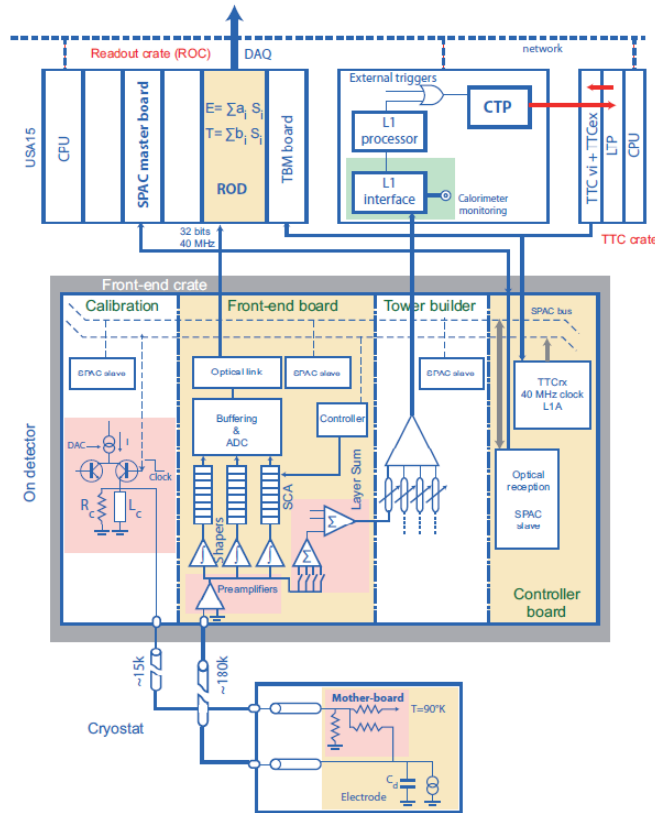 Readout crate (ROC)
DAQ
network
USA15
CPU
SPAC master board
E= ∑a_i S_i
T= ∑b_i S_i
ROD
TBM board
External triggers
CTP
L1
processor
L1
interface
Calorimeter
monitoring
TTC vi + TTCex
LTP
CPU
32 bits
40 MHz
TTC crate
Front-end crate
On detector
Calibration
Front-end board
Tower builder
SPAC bus
SPAC slave
Optical link
SPAC slave
SPAC slave
TTCrx
40 MHz clock
L1A
Buffering
&
ADC
Controller
DAC
I
Clock
R_c
L_c
SCA
Layer Sum
Optical
reception
SPAC
slave
Shapers
∫
∫
∫
Σ
Σ
Preamplifiers
Controller
board
~15k
~180k
Cryostat
Mother-board
T=90°K
C_d
Electrode